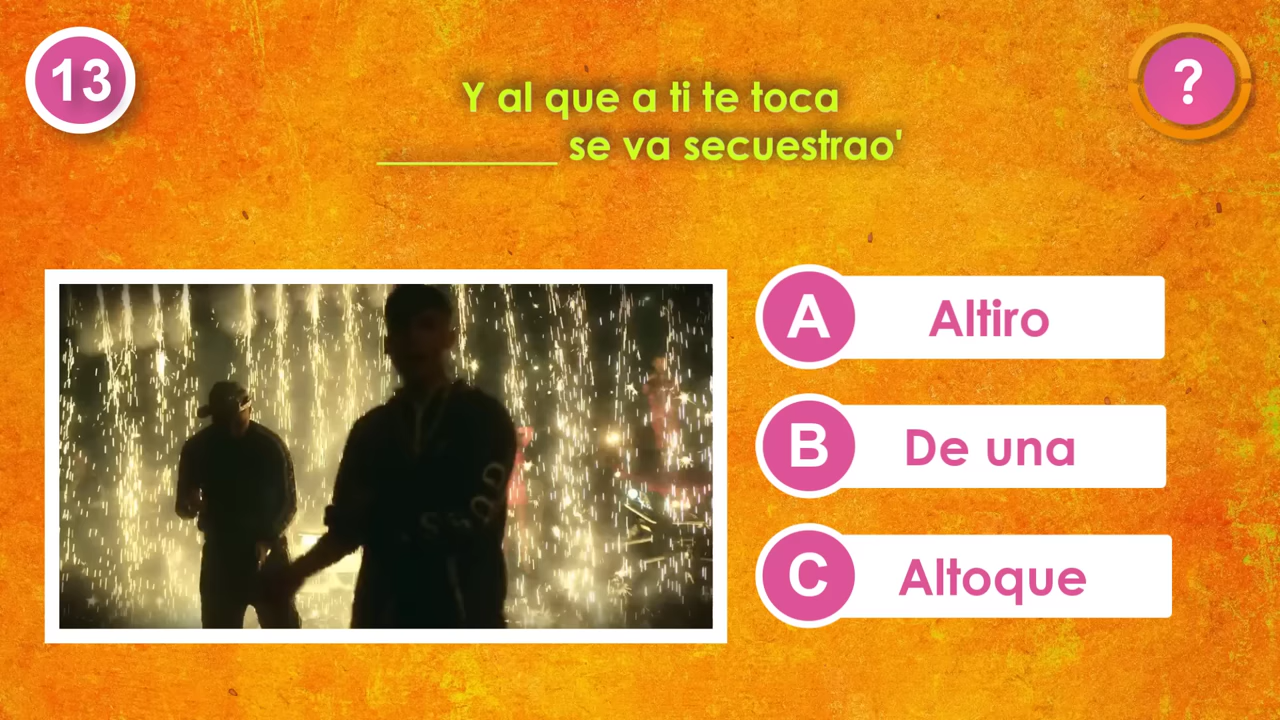 13
?
Y al que a ti te toca
_________ se va secuestrao'
A Altiro
B De una
C Altoque